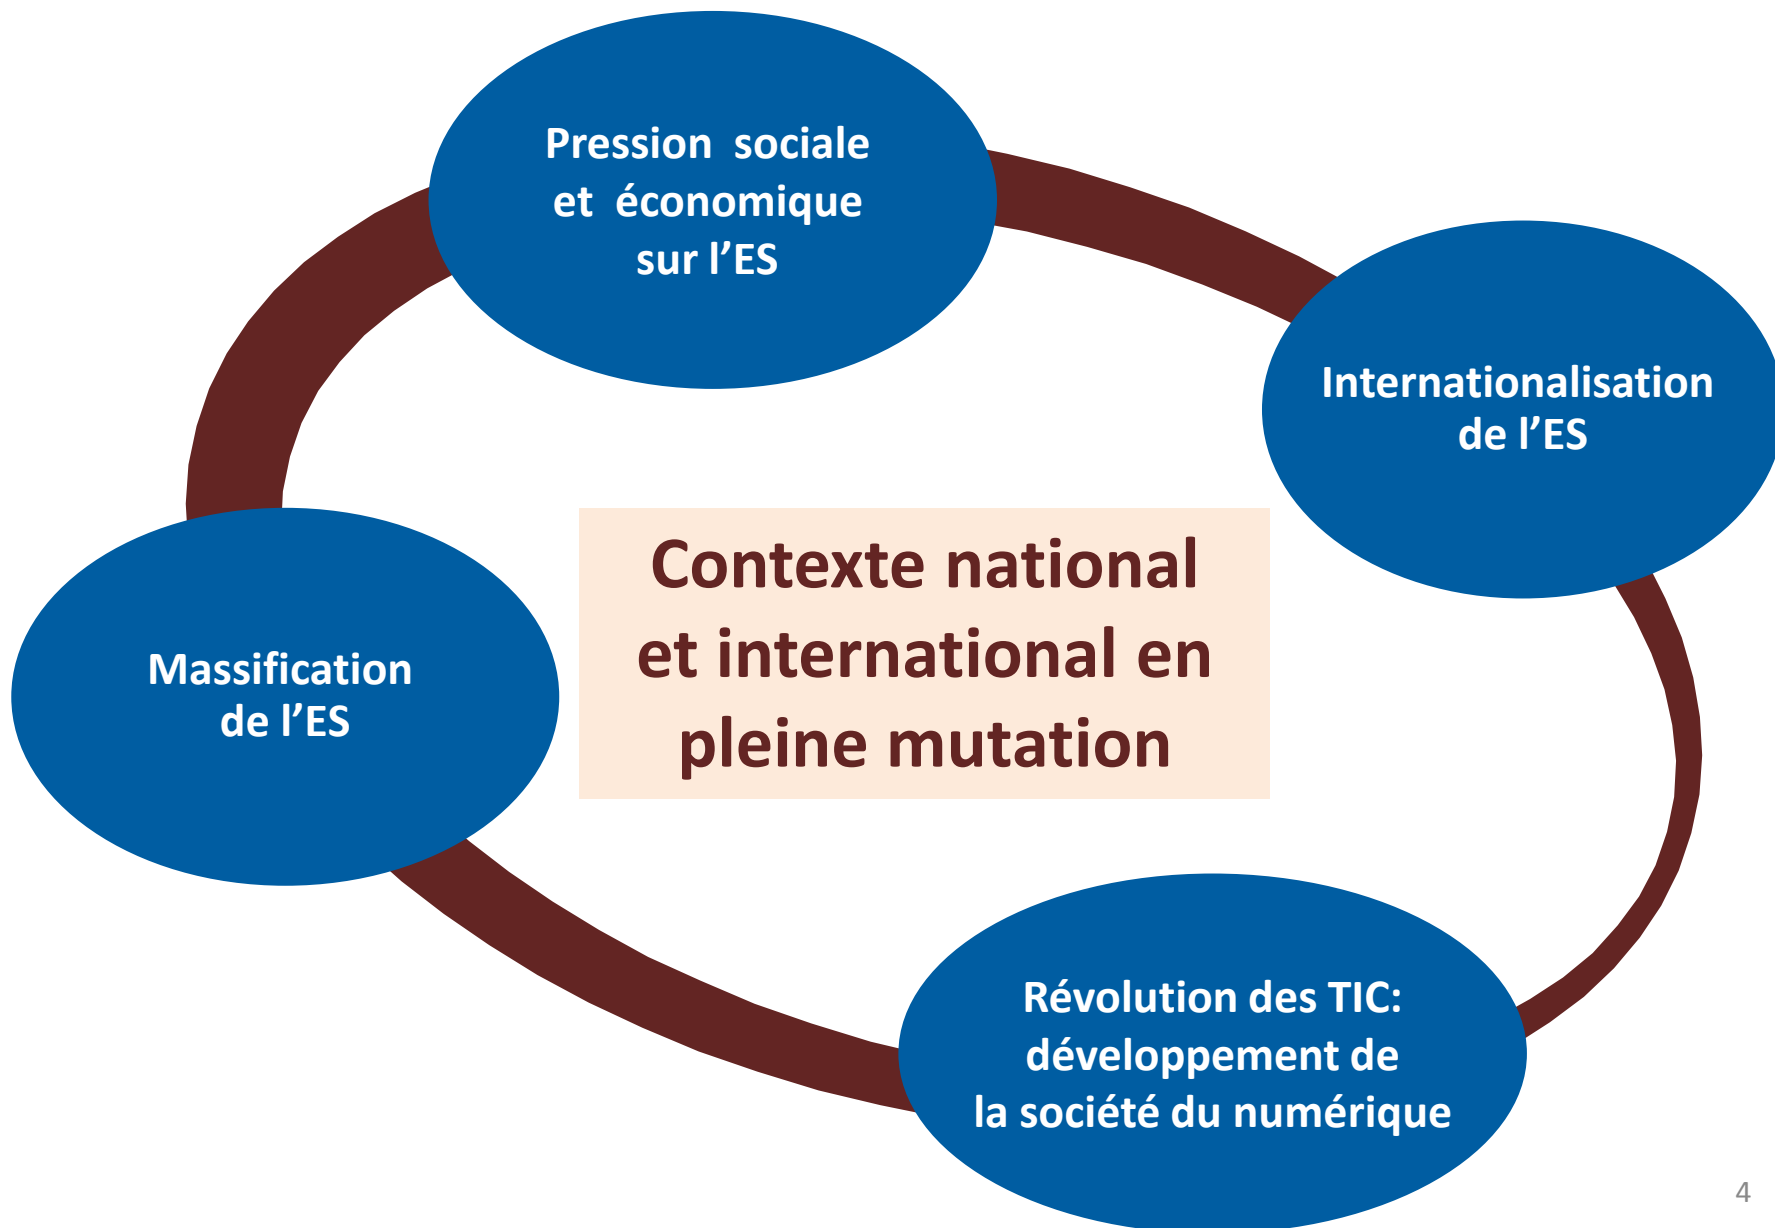 Pression sociale
et économique
sur l’ES
Internationalisation
de l’ES
Contexte national
et international en
pleine mutation
Massification
de l’ES
Révolution des TIC:
développement de
la société du numérique
4